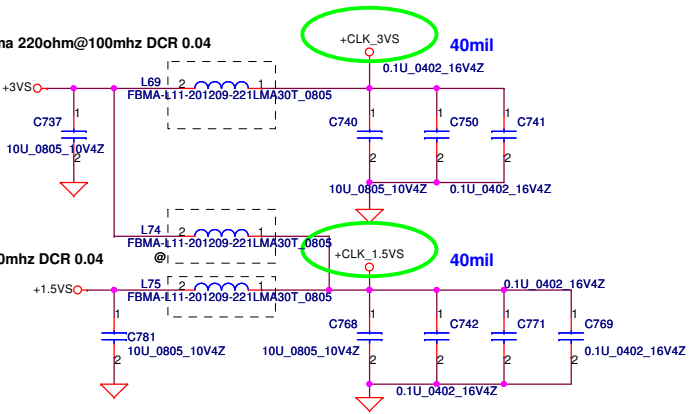 ma 220ohm@100mhz DCR 0.04
+CLK_3VS
40mil
0.1U_0402_16V4Z
+3VS
L69
2
1
FBMA-L11-201209-221LMA30T_0805
1
C737
2
10U_0805_10V4Z
1
C740
2
10U_0805_10V4Z
1
C750
2
0.1U_0402_16V4Z
1
C741
2
L74
2
1
FBMA-L11-201209-221LMA30T_0805
@
0mhz DCR 0.04
+CLK_1.5VS
40mil
+1.5VS
L75
2
1
FBMA-L11-201209-221LMA30T_0805
0.1U_0402_16V4Z
1
C781
2
10U_0805_10V4Z
1
C768
2
10U_0805_10V4Z
1
C742
2
0.1U_0402_16V4Z
1
C771
2
1
C769
2
0.1U_0402_16V4Z